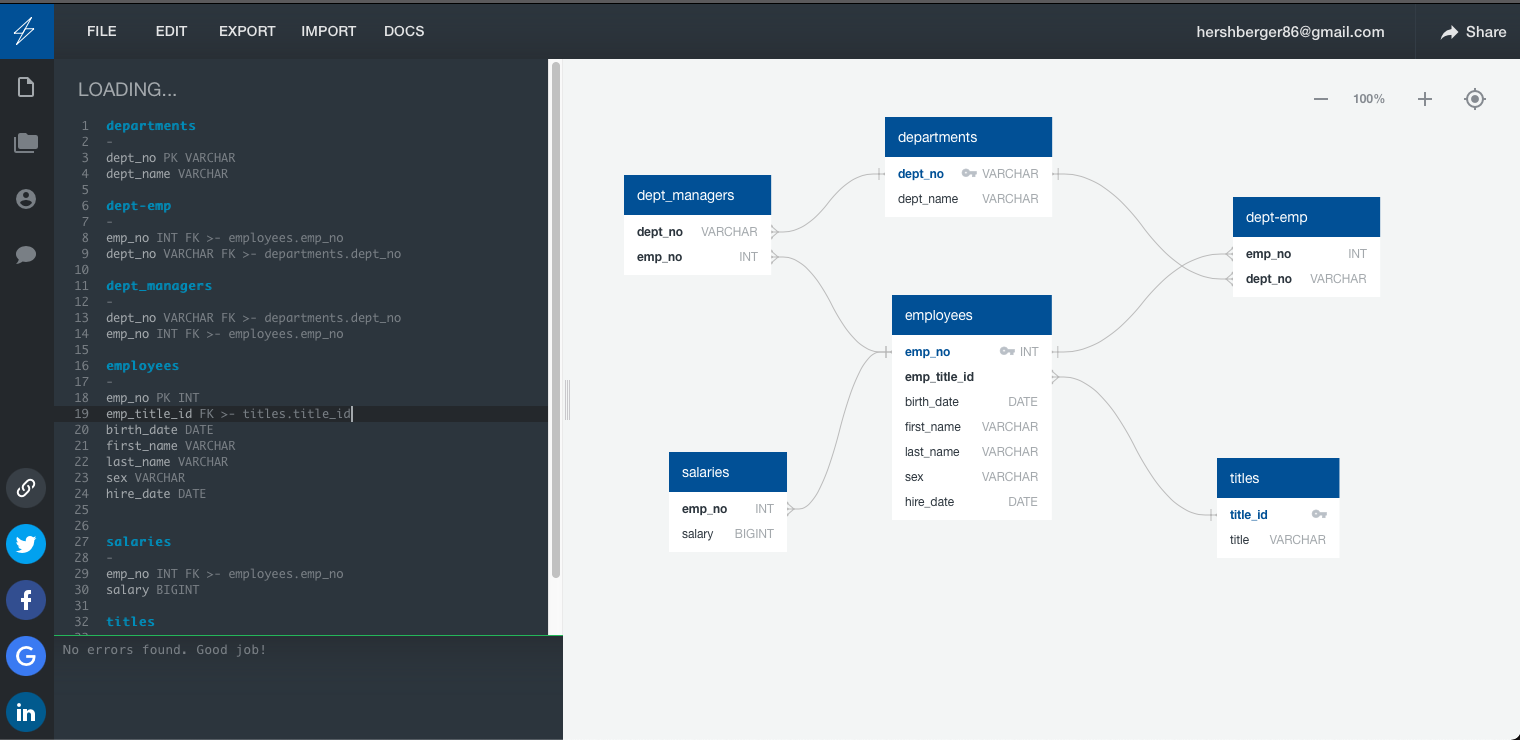 FILE EDIT EXPORT IMPORT DOCS hershberger86@gmail.com Share
LOADING...
1 departments
2 -
3 dept_no PK VARCHAR
4 dept_name VARCHAR
5
6 dept-emp
7 -
8 emp_no INT FK >- employees.emp_no
9 dept_no VARCHAR FK >- departments.dept_no
10
11 dept_managers
12 -
13 dept_no VARCHAR FK >- departments.dept_no
14 emp_no INT FK >- employees.emp_no
15
16 employees
17 -
18 emp_no PK INT
19 emp_title_id FK >- titles.title_id
20 birth_date DATE
21 first_name VARCHAR
22 last_name VARCHAR
23 sex VARCHAR
24 hire_date DATE
25
26
27 salaries
28 -
29 emp_no INT FK >- employees.emp_no
30 salary BIGINT
31
32 titles
No errors found. Good job!
100%
departments
dept_no VARCHAR
dept_name VARCHAR
dept_managers
dept_no VARCHAR
emp_no INT
dept-emp
emp_no INT
dept_no VARCHAR
employees
emp_no INT
emp_title_id
birth_date DATE
first_name VARCHAR
last_name VARCHAR
sex VARCHAR
hire_date DATE
salaries
emp_no INT
salary BIGINT
titles
title_id
title VARCHAR